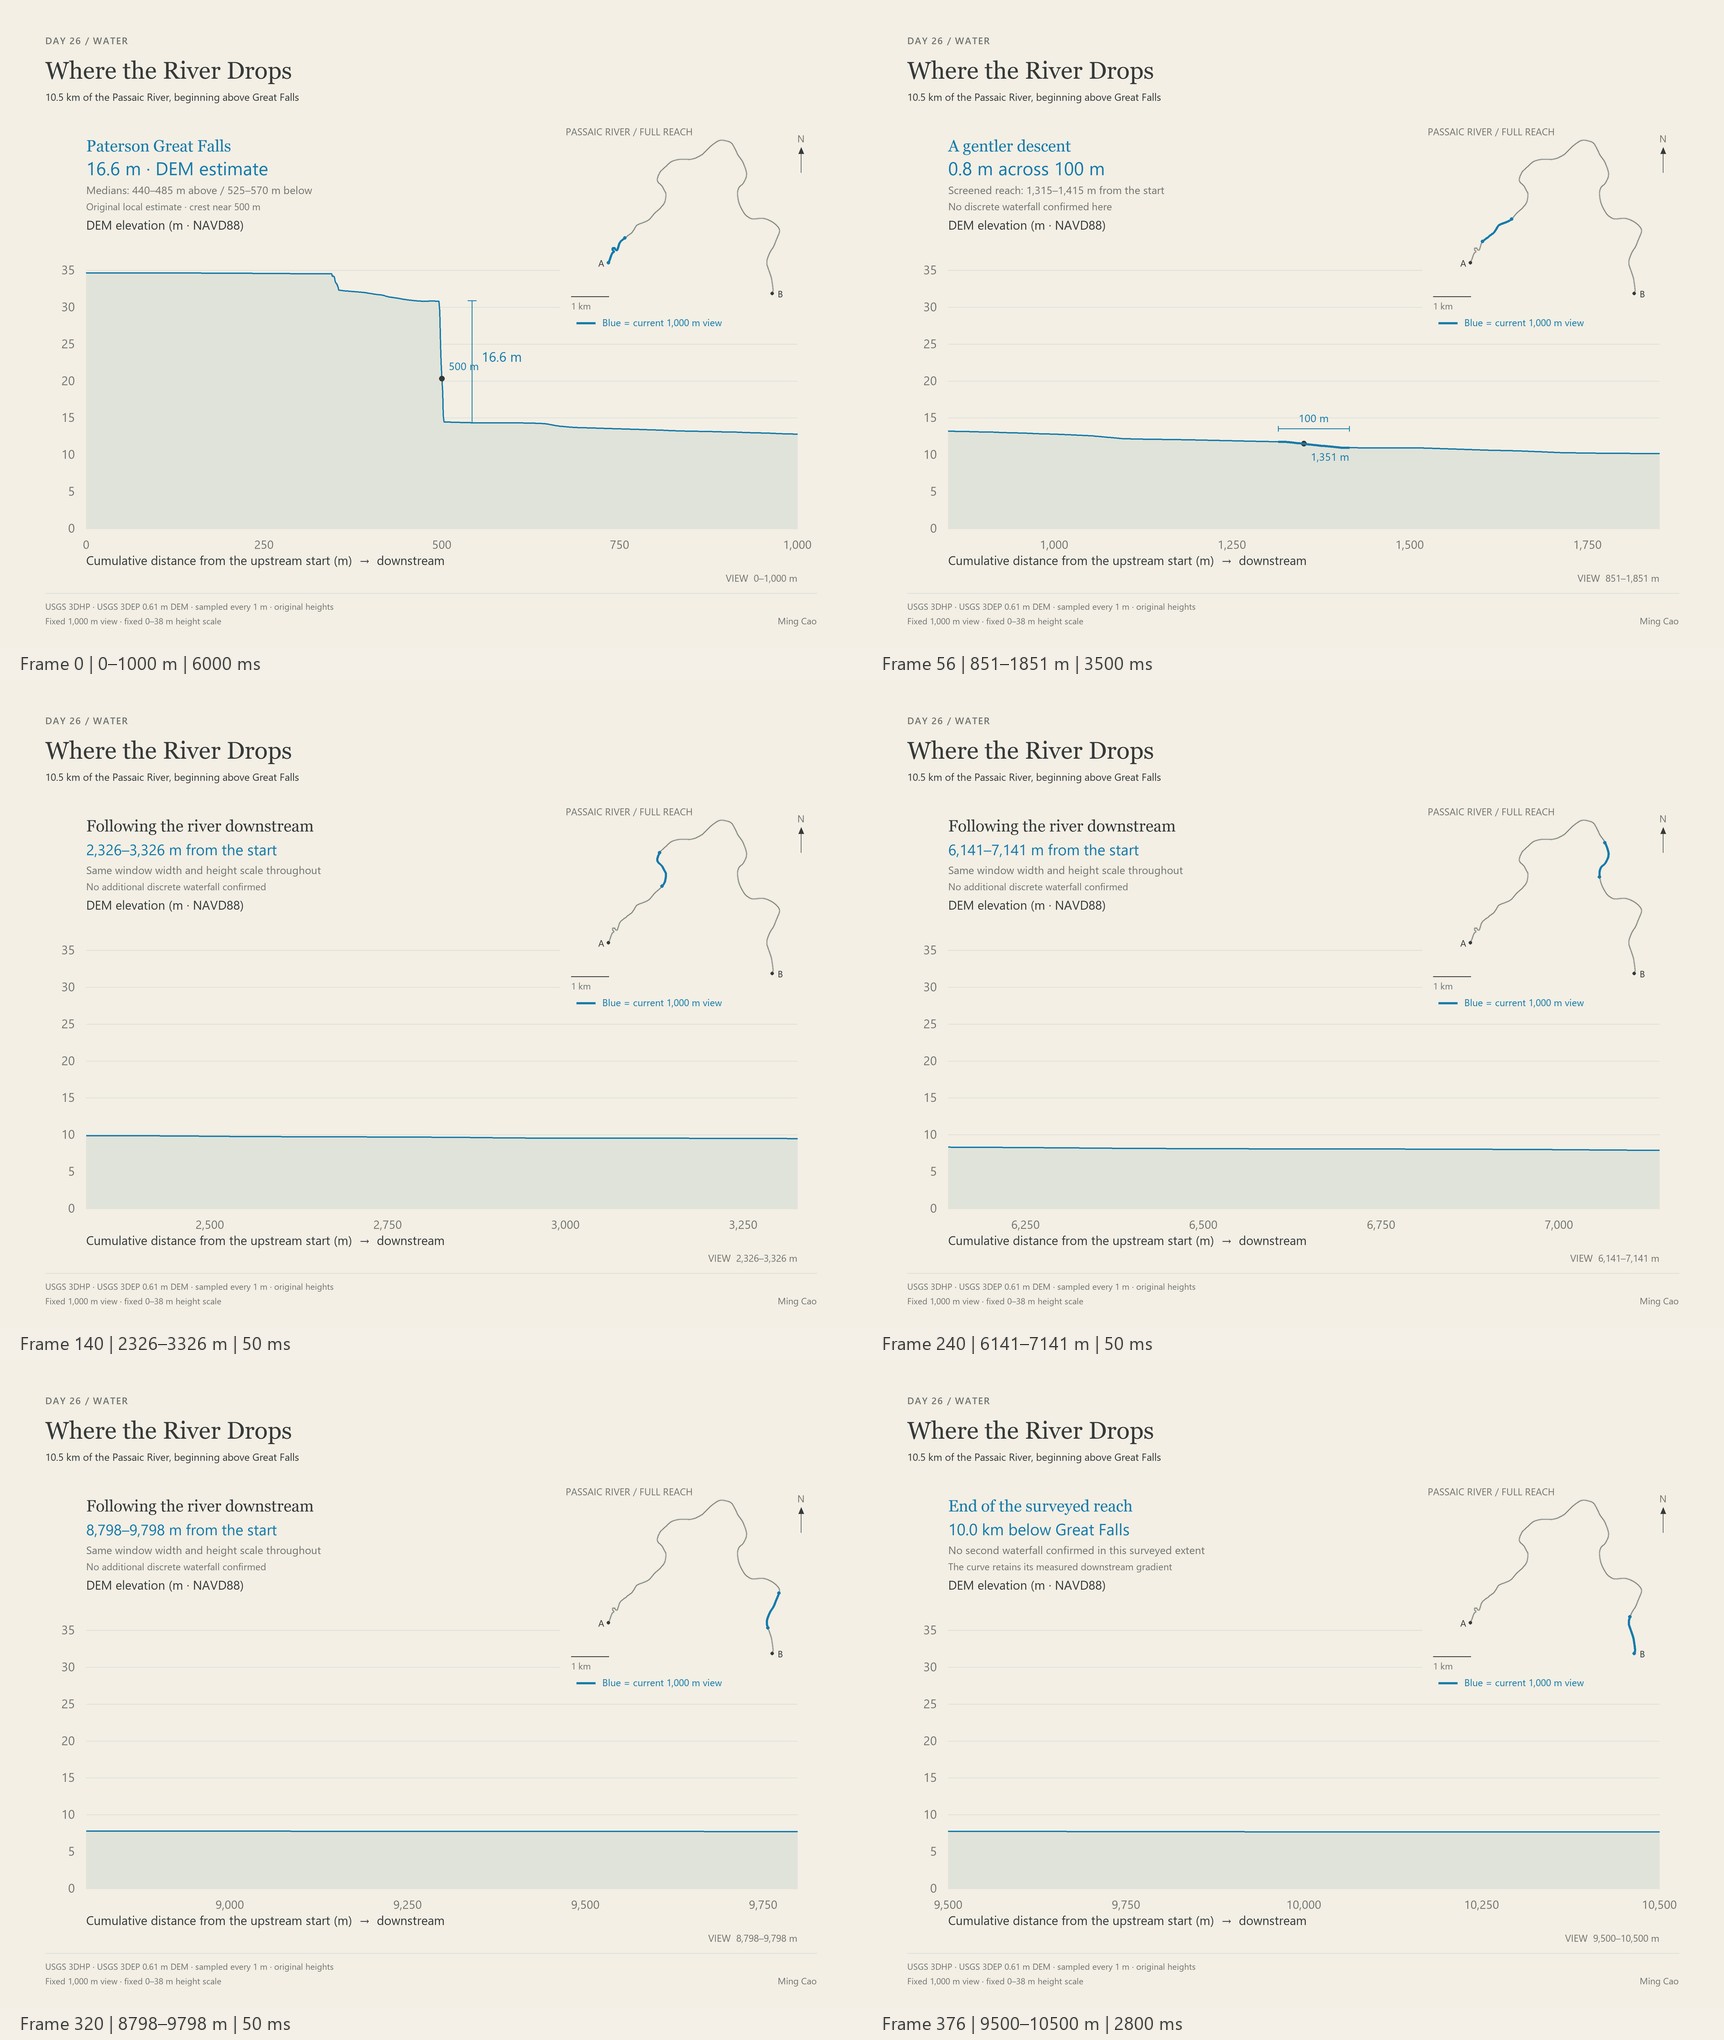 DAY 26 / WATER
Where the River Drops
10.5 km of the Passaic River, beginning above Great Falls
Paterson Great Falls
16.6 m · DEM estimate
Medians: 440–485 m above / 525–570 m below
Original local estimate · crest near 500 m
DEM elevation (m · NAVD88)
PASSAIC RIVER / FULL REACH
N
A
B
1 km
Blue = current 1,000 m view
35
30
25
20
15
10
5
0
500 m
16.6 m
0 250 500 750 1,000
Cumulative distance from the upstream start (m) → downstream
VIEW 0–1,000 m
USGS 3DHP · USGS 3DEP 0.61 m DEM · sampled every 1 m · original heights
Fixed 1,000 m view · fixed 0–38 m height scale
Ming Cao
Frame 0 | 0–1000 m | 6000 ms
DAY 26 / WATER
Where the River Drops
10.5 km of the Passaic River, beginning above Great Falls
A gentler descent
0.8 m across 100 m
Screened reach: 1,315–1,415 m from the start
No discrete waterfall confirmed here
DEM elevation (m · NAVD88)
PASSAIC RIVER / FULL REACH
N
A
B
1 km
Blue = current 1,000 m view
35
30
25
20
15
10
5
0
100 m
1,351 m
1,000 1,250 1,500 1,750
Cumulative distance from the upstream start (m) → downstream
VIEW 851–1,851 m
USGS 3DHP · USGS 3DEP 0.61 m DEM · sampled every 1 m · original heights
Fixed 1,000 m view · fixed 0–38 m height scale
Ming Cao
Frame 56 | 851–1851 m | 3500 ms
DAY 26 / WATER
Where the River Drops
10.5 km of the Passaic River, beginning above Great Falls
Following the river downstream
2,326–3,326 m from the start
Same window width and height scale throughout
No additional discrete waterfall confirmed
DEM elevation (m · NAVD88)
PASSAIC RIVER / FULL REACH
N
A
B
1 km
Blue = current 1,000 m view
35
30
25
20
15
10
5
0
2,500 2,750 3,000 3,250
Cumulative distance from the upstream start (m) → downstream
VIEW 2,326–3,326 m
USGS 3DHP · USGS 3DEP 0.61 m DEM · sampled every 1 m · original heights
Fixed 1,000 m view · fixed 0–38 m height scale
Ming Cao
Frame 140 | 2326–3326 m | 50 ms
DAY 26 / WATER
Where the River Drops
10.5 km of the Passaic River, beginning above Great Falls
Following the river downstream
6,141–7,141 m from the start
Same window width and height scale throughout
No additional discrete waterfall confirmed
DEM elevation (m · NAVD88)
PASSAIC RIVER / FULL REACH
N
A
B
1 km
Blue = current 1,000 m view
35
30
25
20
15
10
5
0
6,250 6,500 6,750 7,000
Cumulative distance from the upstream start (m) → downstream
VIEW 6,141–7,141 m
USGS 3DHP · USGS 3DEP 0.61 m DEM · sampled every 1 m · original heights
Fixed 1,000 m view · fixed 0–38 m height scale
Ming Cao
Frame 240 | 6141–7141 m | 50 ms
DAY 26 / WATER
Where the River Drops
10.5 km of the Passaic River, beginning above Great Falls
Following the river downstream
8,798–9,798 m from the start
Same window width and height scale throughout
No additional discrete waterfall confirmed
DEM elevation (m · NAVD88)
PASSAIC RIVER / FULL REACH
N
A
B
1 km
Blue = current 1,000 m view
35
30
25
20
15
10
5
0
9,000 9,250 9,500 9,750
Cumulative distance from the upstream start (m) → downstream
VIEW 8,798–9,798 m
USGS 3DHP · USGS 3DEP 0.61 m DEM · sampled every 1 m · original heights
Fixed 1,000 m view · fixed 0–38 m height scale
Ming Cao
Frame 320 | 8798–9798 m | 50 ms
DAY 26 / WATER
Where the River Drops
10.5 km of the Passaic River, beginning above Great Falls
End of the surveyed reach
10.0 km below Great Falls
No second waterfall confirmed in this surveyed extent
The curve retains its measured downstream gradient
DEM elevation (m · NAVD88)
PASSAIC RIVER / FULL REACH
N
A
B
1 km
Blue = current 1,000 m view
35
30
25
20
15
10
5
0
9,500 9,750 10,000 10,250 10,500
Cumulative distance from the upstream start (m) → downstream
VIEW 9,500–10,500 m
USGS 3DHP · USGS 3DEP 0.61 m DEM · sampled every 1 m · original heights
Fixed 1,000 m view · fixed 0–38 m height scale
Ming Cao
Frame 376 | 9500–10500 m | 2800 ms